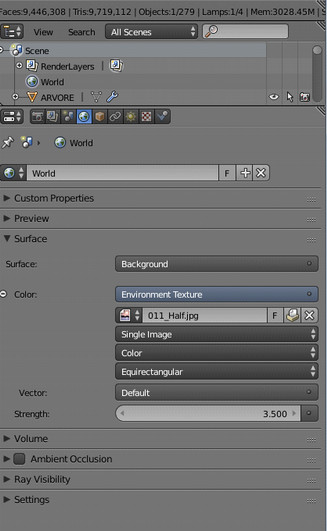 Faces:9,446,308 | Tris:9,719,112 | Objects:1/279 | Lamps:1/4 | Mem:3028.45M
View Search All Scenes
Scene
RenderLayers
World
ARVORE
World
World F
Custom Properties
Preview
Surface
Surface: Background
Color: Environment Texture
011_Half.jpg F
Single Image
Color
Equirectangular
Vector: Default
Strength: 3.500
Volume
Ambient Occlusion
Ray Visibility
Settings